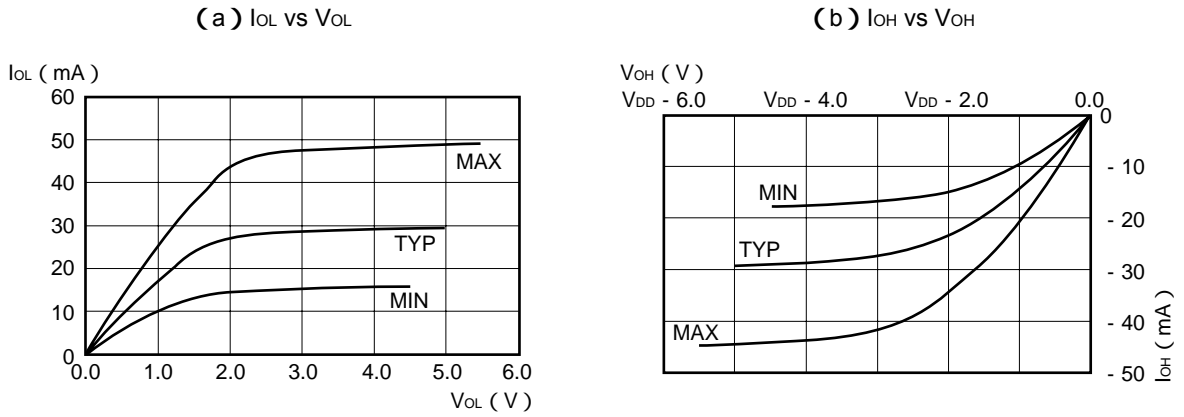 (a) IOL vs VOL
IOL (mA)
60
50
40
30
20
10
0
MAX
TYP
MIN
0.0 1.0 2.0 3.0 4.0 5.0 6.0
VOL (V)
(b) IOH vs VOH
VOH (V)
VDD - 6.0 VDD - 4.0 VDD - 2.0 0.0
0
- 10
- 20
- 30
- 40
- 50
MIN
TYP
MAX
IOH (mA)